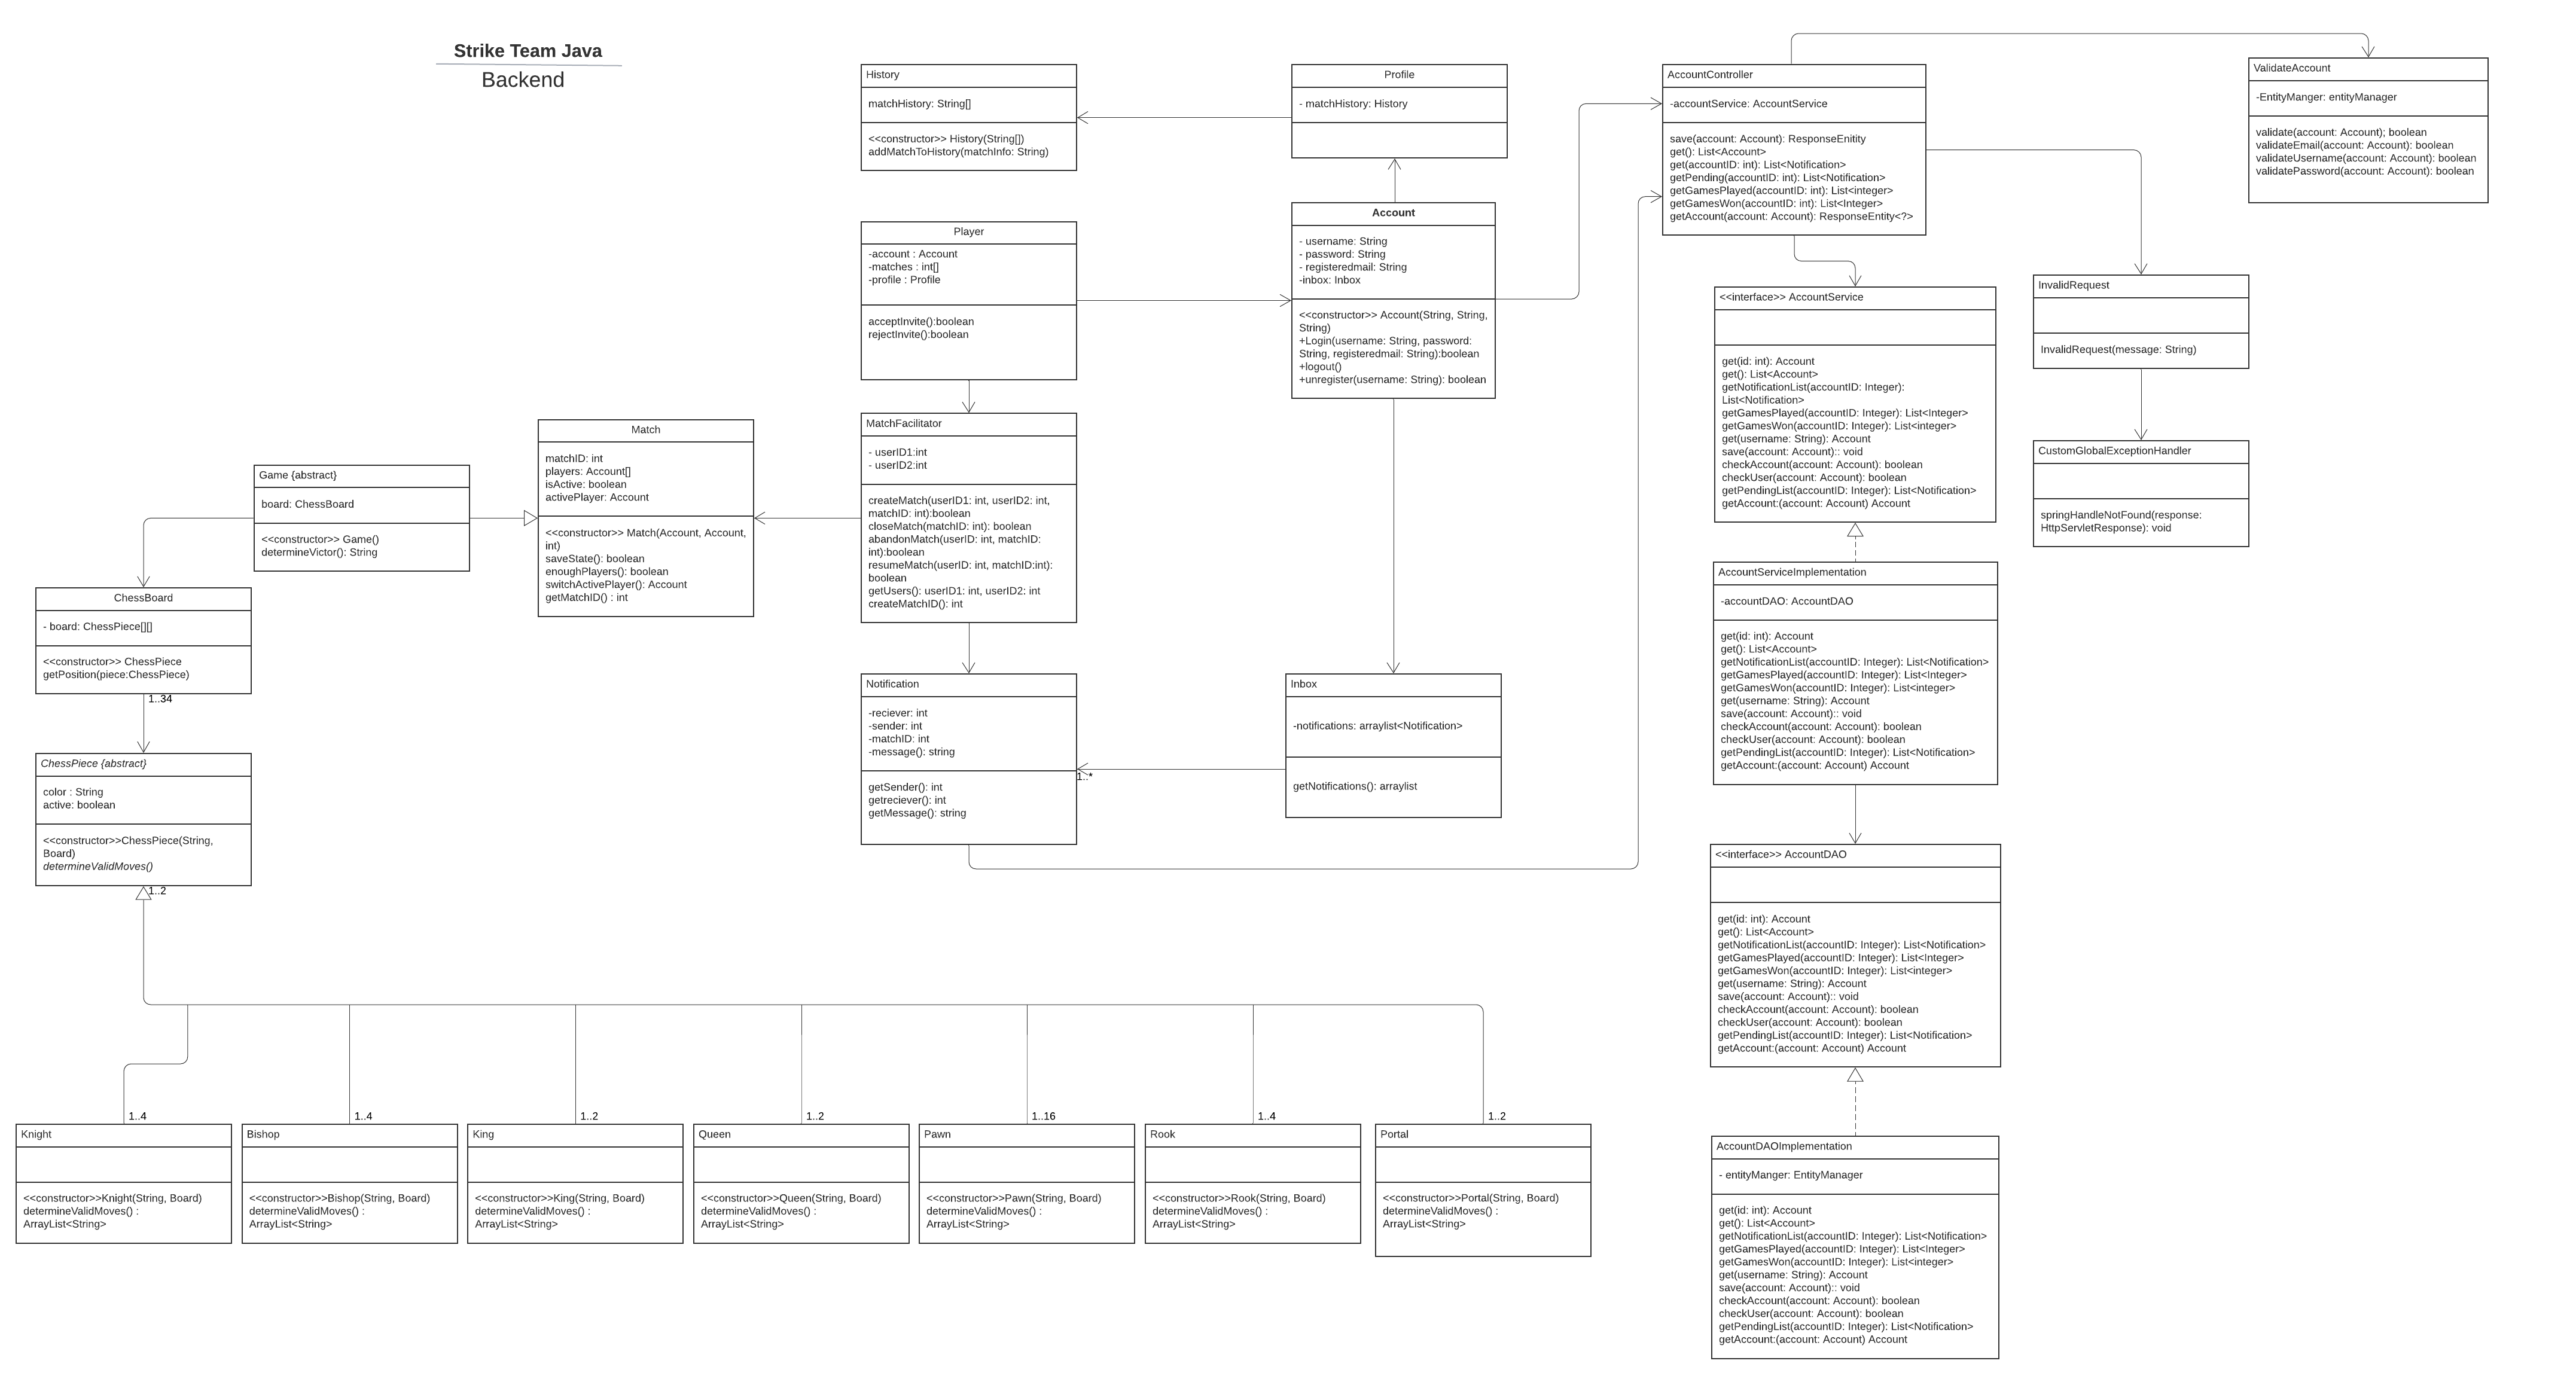 Strike Team Java
Backend
History
matchHistory: String[]
<<constructor>> History(String[])
addMatchToHistory(matchInfo: String)
Profile
- matchHistory: History
AccountController
-accountService: AccountService
save(account: Account): ResponseEnitity
get(): List<Account>
get(accountID: int): List<Notification>
getPending(accountID: int): List<Notification>
getGamesPlayed(accountID: int): List<integer>
getGamesWon(accountID: int): List<Integer>
getAccount(account: Account): ResponseEntity<?>
ValidateAccount
-EntityManger: entityManager
validate(account: Account); boolean
validateEmail(account: Account): boolean
validateUsername(account: Account): boolean
validatePassword(account: Account): boolean
Player
-account : Account
-matches : int[]
-profile : Profile
acceptInvite():boolean
rejectInvite():boolean
Account
- username: String
- password: String
- registeredmail: String
-inbox: Inbox
<<constructor>> Account(String, String,
String)
+Login(username: String, password:
String, registeredmail: String):boolean
+logout()
+unregister(username: String): boolean
<<interface>> AccountService
get(id: int): Account
get(): List<Account>
getNotificationList(accountID: Integer):
List<Notification>
getGamesPlayed(accountID: Integer): List<Integer>
getGamesWon(accountID: Integer): List<integer>
get(username: String): Account
save(account: Account):: void
checkAccount(account: Account): boolean
checkUser(account: Account): boolean
getPendingList(accountID: Integer): List<Notification>
getAccount:(account: Account) Account
InvalidRequest
InvalidRequest(message: String)
CustomGlobalExceptionHandler
springHandleNotFound(response:
HttpServletResponse): void
Game {abstract}
board: ChessBoard
<<constructor>> Game()
determineVictor(): String
Match
matchID: int
players: Account[]
isActive: boolean
activePlayer: Account
<<constructor>> Match(Account, Account,
int)
saveState(): boolean
enoughPlayers(): boolean
switchActivePlayer(): Account
getMatchID() : int
MatchFacilitator
- userID1:int
- userID2:int
createMatch(userID1: int, userID2: int,
matchID: int):boolean
closeMatch(matchID: int): boolean
abandonMatch(userID: int, matchID:
int):boolean
resumeMatch(userID: int, matchID:int):
boolean
getUsers(): userID1: int, userID2: int
createMatchID(): int
ChessBoard
- board: ChessPiece[][]
<<constructor>> ChessPiece
getPosition(piece:ChessPiece)
1..34
ChessPiece {abstract}
color : String
active: boolean
<<constructor>>ChessPiece(String,
Board)
determineValidMoves()
1..2
Notification
-reciever: int
-sender: int
-matchID: int
-message(): string
getSender(): int
getreciever(): int
getMessage(): string
1..*
Inbox
-notifications: arraylist<Notification>
getNotifications(): arraylist
AccountServiceImplementation
-accountDAO: AccountDAO
get(id: int): Account
get(): List<Account>
getNotificationList(accountID: Integer): List<Notification>
getGamesPlayed(accountID: Integer): List<Integer>
getGamesWon(accountID: Integer): List<integer>
get(username: String): Account
save(account: Account):: void
checkAccount(account: Account): boolean
checkUser(account: Account): boolean
getPendingList(accountID: Integer): List<Notification>
getAccount:(account: Account) Account
<<interface>> AccountDAO
get(id: int): Account
get(): List<Account>
getNotificationList(accountID: Integer): List<Notification>
getGamesPlayed(accountID: Integer): List<Integer>
getGamesWon(accountID: Integer): List<integer>
get(username: String): Account
save(account: Account):: void
checkAccount(account: Account): boolean
checkUser(account: Account): boolean
getPendingList(accountID: Integer): List<Notification>
getAccount:(account: Account) Account
1..4
Knight
<<constructor>>Knight(String, Board)
determineValidMoves() :
ArrayList<String>
1..4
Bishop
<<constructor>>Bishop(String, Board)
determineValidMoves() :
ArrayList<String>
1..2
King
<<constructor>>King(String, Board)
determineValidMoves() :
ArrayList<String>
1..2
Queen
<<constructor>>Queen(String, Board)
determineValidMoves() :
ArrayList<String>
1..16
Pawn
<<constructor>>Pawn(String, Board)
determineValidMoves() :
ArrayList<String>
1..4
Rook
<<constructor>>Rook(String, Board)
determineValidMoves() :
ArrayList<String>
1..2
Portal
<<constructor>>Portal(String, Board)
determineValidMoves() :
ArrayList<String>
AccountDAOImplementation
- entityManger: EntityManager
get(id: int): Account
get(): List<Account>
getNotificationList(accountID: Integer): List<Notification>
getGamesPlayed(accountID: Integer): List<Integer>
getGamesWon(accountID: Integer): List<integer>
get(username: String): Account
save(account: Account):: void
checkAccount(account: Account): boolean
checkUser(account: Account): boolean
getPendingList(accountID: Integer): List<Notification>
getAccount:(account: Account) Account